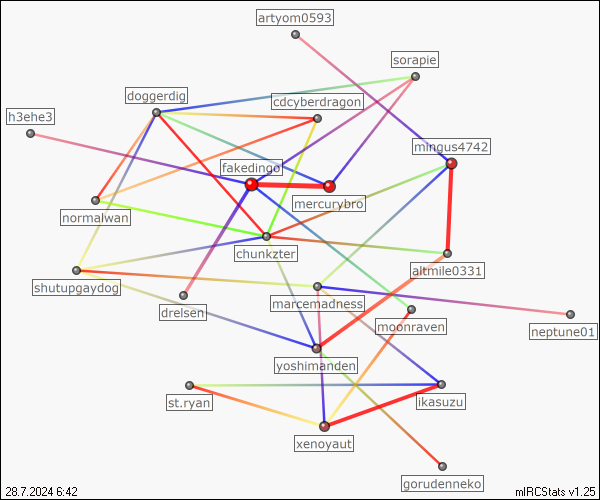 artyom0593
sorapie
doggerdig
cdcyberdragon
h3ehe3
mingus4742
fakedingo
mercurybro
normalwan
chunkzter
altmile0331
shutupgaydog
marcemadness
drelsen
moonraven
neptune01
yoshimanden
st.ryan
ikasuzu
xenoyaut
gorudenneko
28.7.2024 6:42
mIRCStats v1.25